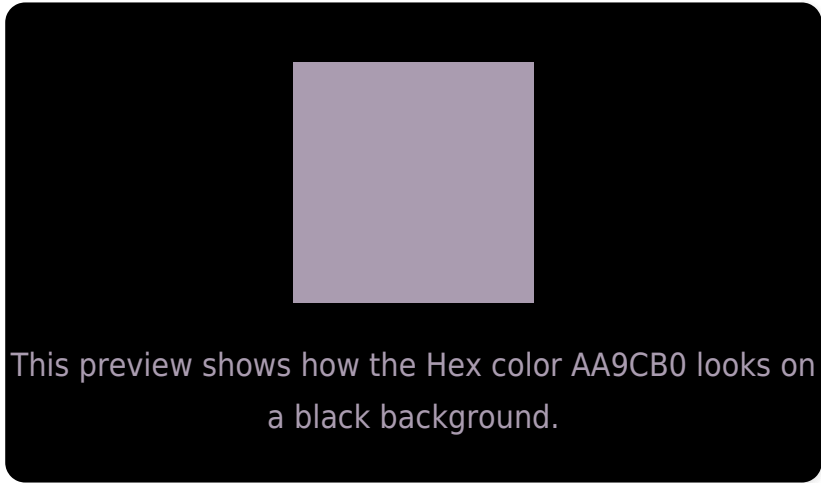 This preview shows how the Hex color AA9CB0 looks on
a black background.